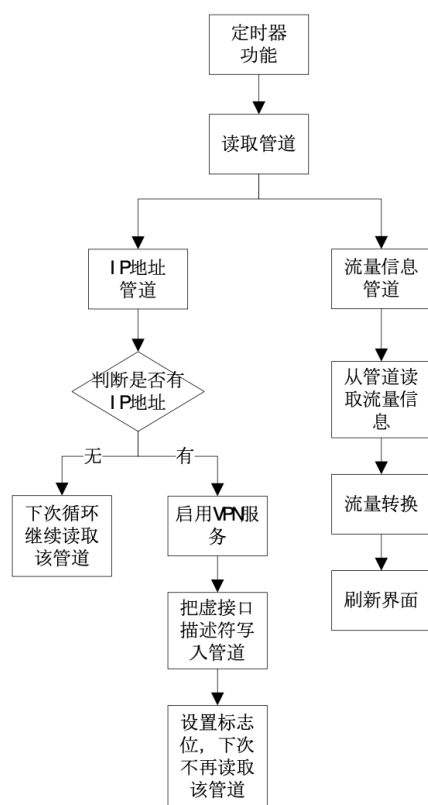 定时器
功能
读取管道
IP地址
管道
流量信息
管道
判断是否有
IP地址
从管道读
取流量信
息
无
有
下次循环
继续读取
该管道
启用VPN服
务
流量转换
刷新界面
把虚接口
描述符写
入管道
设置标志
位，下次
不再读取
该管道